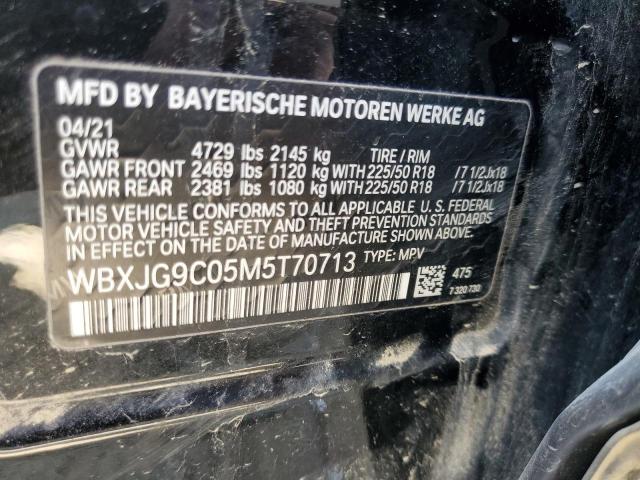 MFD BY BAYERISCHE MOTOREN WERKE AG
04/21
GVWR 4729 lbs 2145 kg TIRE / RIM
GAWR FRONT 2469 lbs 1120 kg WITH 225/50 R18 /7 1/2Jx18
GAWR REAR 2381 lbs 1080 kg WITH 225/50 R18 /7 1/2Jx18
THIS VEHICLE CONFORMS TO ALL APPLICABLE U.S. FEDERAL
MOTOR VEHICLE SAFETY AND THEFT PREVENTION STANDARDS
IN EFFECT ON THE DATE OF MANUFACTURE SHOWN ABOVE.
WBXJG9C05M5T70713 TYPE: MPV
475
7 320 730